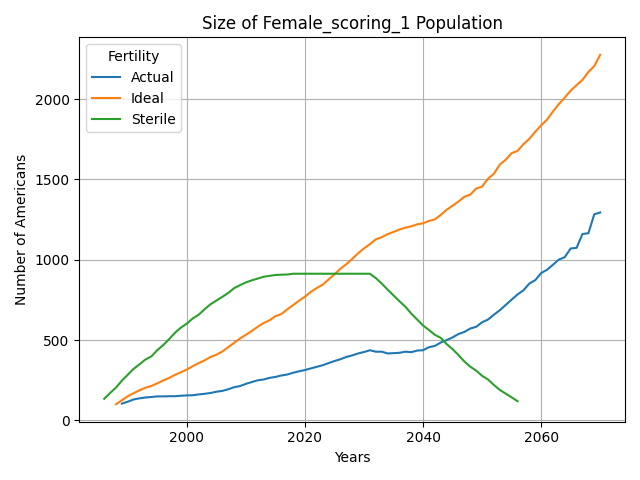 Size of Female_scoring_1 Population
Fertility
Actual
Ideal
Sterile
Number of Americans
2000
1500
1000
500
0
2000
2020
2040
2060
Years